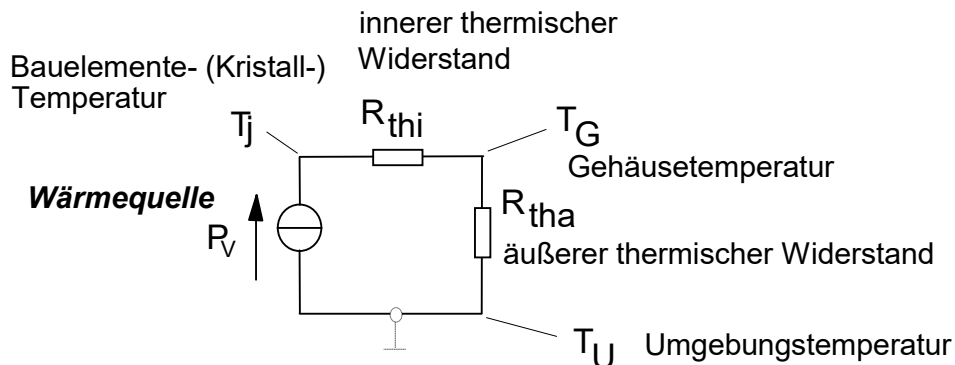 innerer thermischer
Widerstand
Bauelemente- (Kristall-)
Temperatur
Rthi
Tj
TG
Gehäusetemperatur
Wärmequelle
Rtha
PV
äußerer thermischer Widerstand
TU Umgebungstemperatur